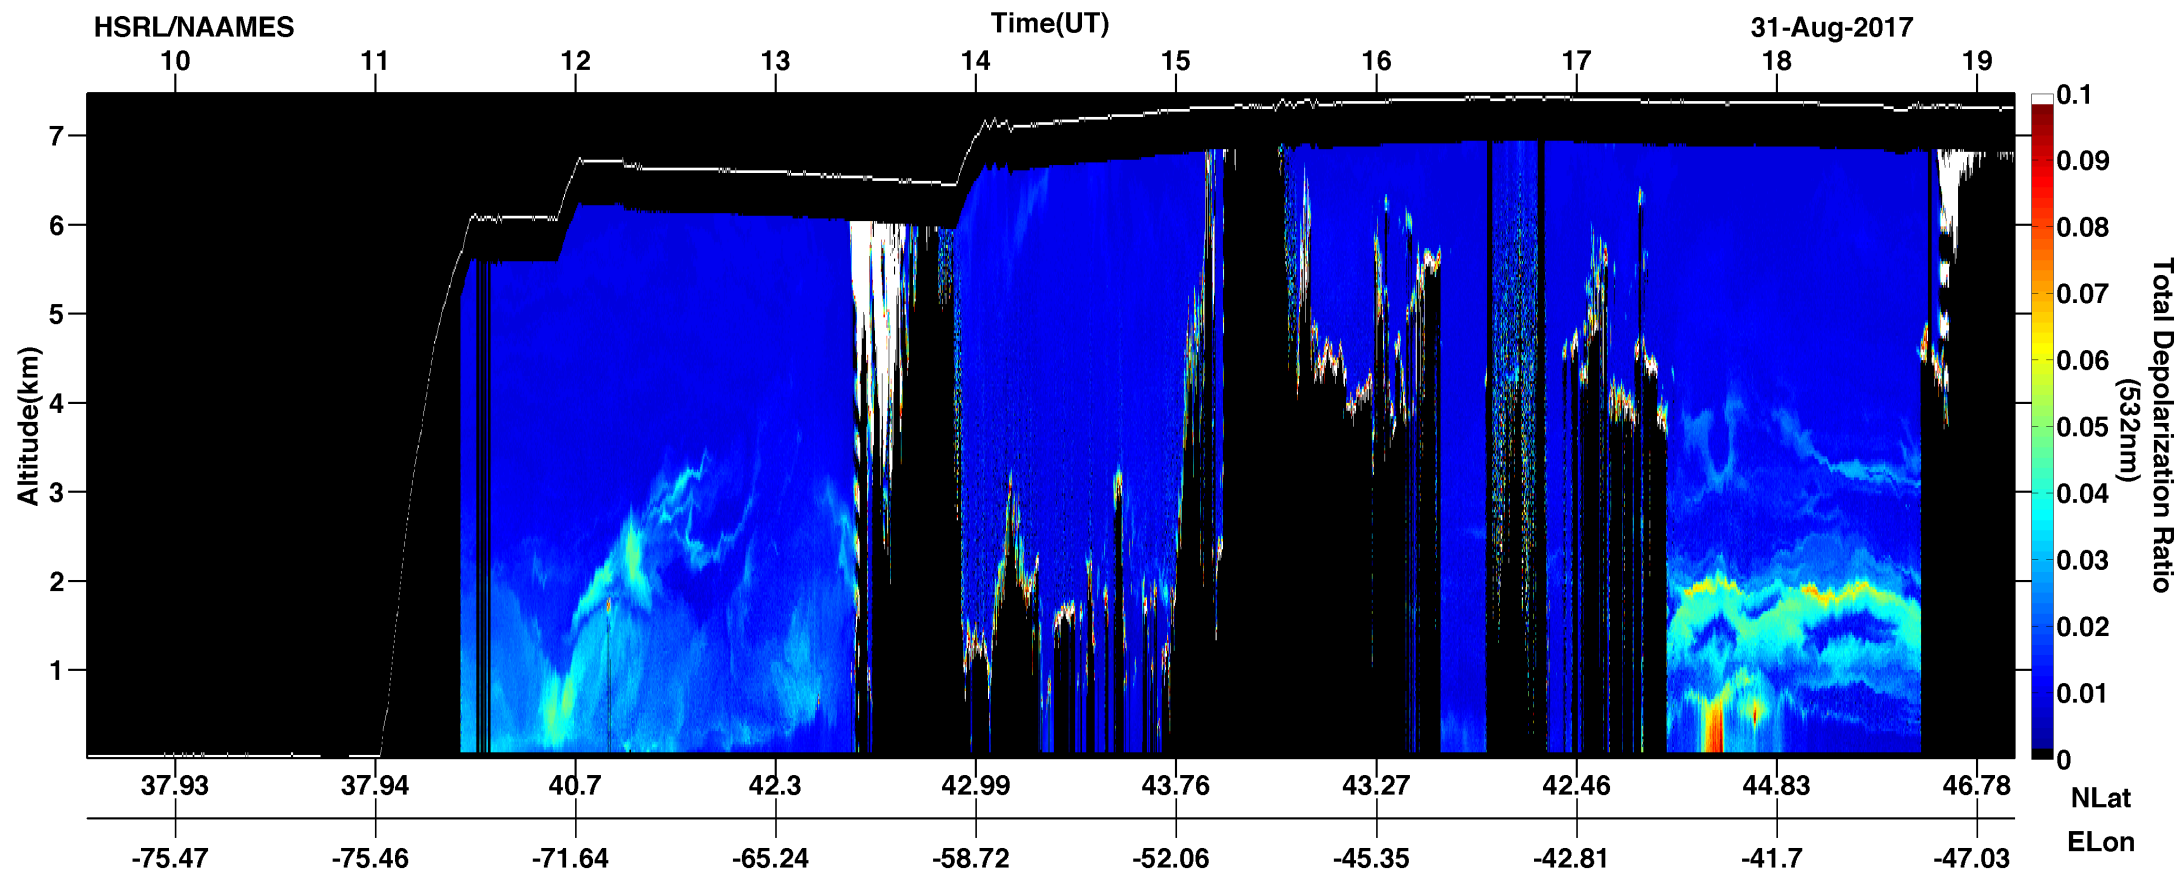 HSRL/NAAMES Time(UT) 31-Aug-2017
10 11 12 13 14 15 16 17 18 19
7
6
5
4
3
2
1
Altitude(km)
0.1
0.09
0.08
0.07
0.06
0.05
0.04
0.03
0.02
0.01
0
Total Depolarization Ratio
(532nm)
37.93 37.94 40.7 42.3 42.99 43.76 43.27 42.46 44.83 46.78
NLat
ELon
-75.47 -75.46 -71.64 -65.24 -58.72 -52.06 -45.35 -42.81 -41.7 -47.03